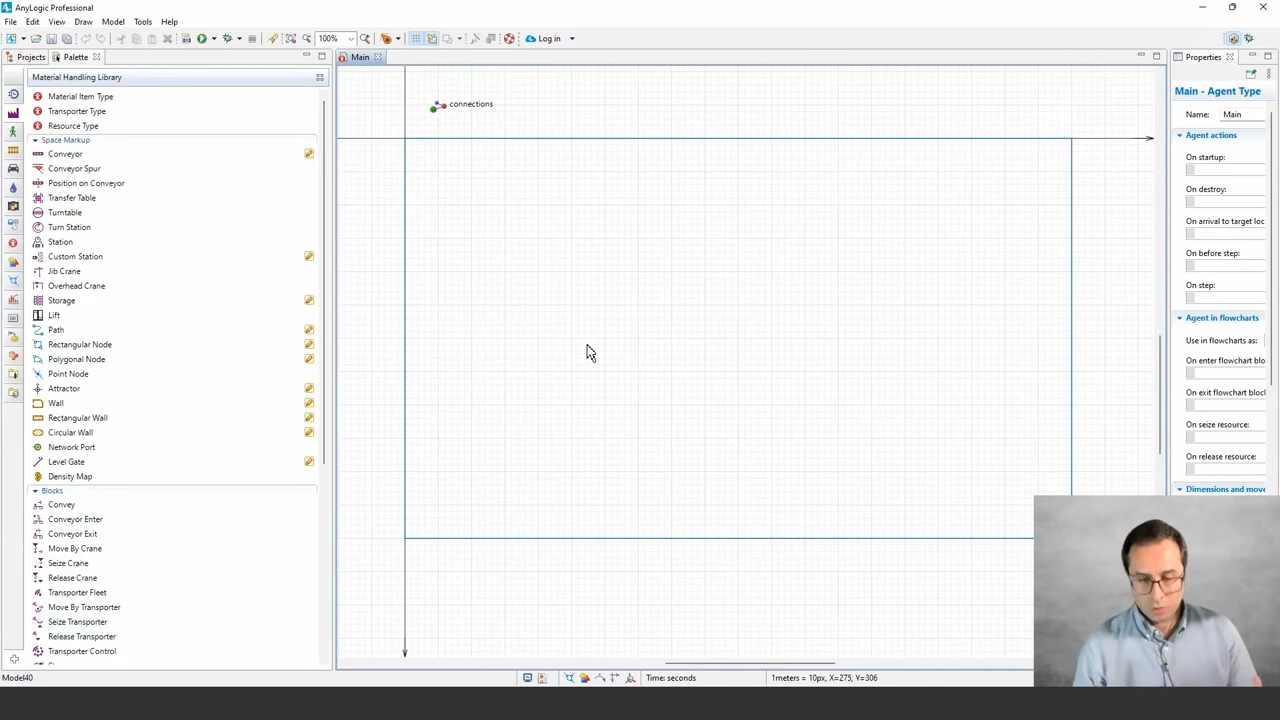 AnyLogic Professional
File Edit View Draw Model Tools Help
100% Log in
Projects Palette Main Properties
Material Handling Library
Material Item Type
Transporter Type
Resource Type
Space Markup
Conveyor
Conveyor Spur
Position on Conveyor
Transfer Table
Turntable
Turn Station
Station
Custom Station
Jib Crane
Overhead Crane
Storage
Lift
Path
Rectangular Node
Polygonal Node
Point Node
Attractor
Wall
Rectangular Wall
Circular Wall
Network Port
Level Gate
Density Map
Blocks
Convey
Conveyor Enter
Conveyor Exit
Move By Crane
Seize Crane
Release Crane
Transporter Fleet
Move By Transporter
Seize Transporter
Release Transporter
Transporter Control
connections
Main - Agent Type
Name: Main
Agent actions
On startup:
On destroy:
On arrival to target loc
On before step:
On step:
Agent in flowcharts
Use in flowcharts as:
On enter flowchart blo
On exit flowchart block
On seize resource:
On release resource:
Dimensions and move
Model40 Time: seconds 1meters = 10px, X=275, Y=306